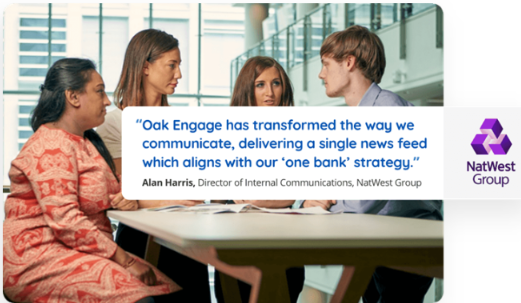 “Oak Engage has transformed the way we
communicate, delivering a single news feed
which aligns with our ‘one bank’ strategy.”
Alan Harris, Director of Internal Communications, NatWest Group
NatWest
Group